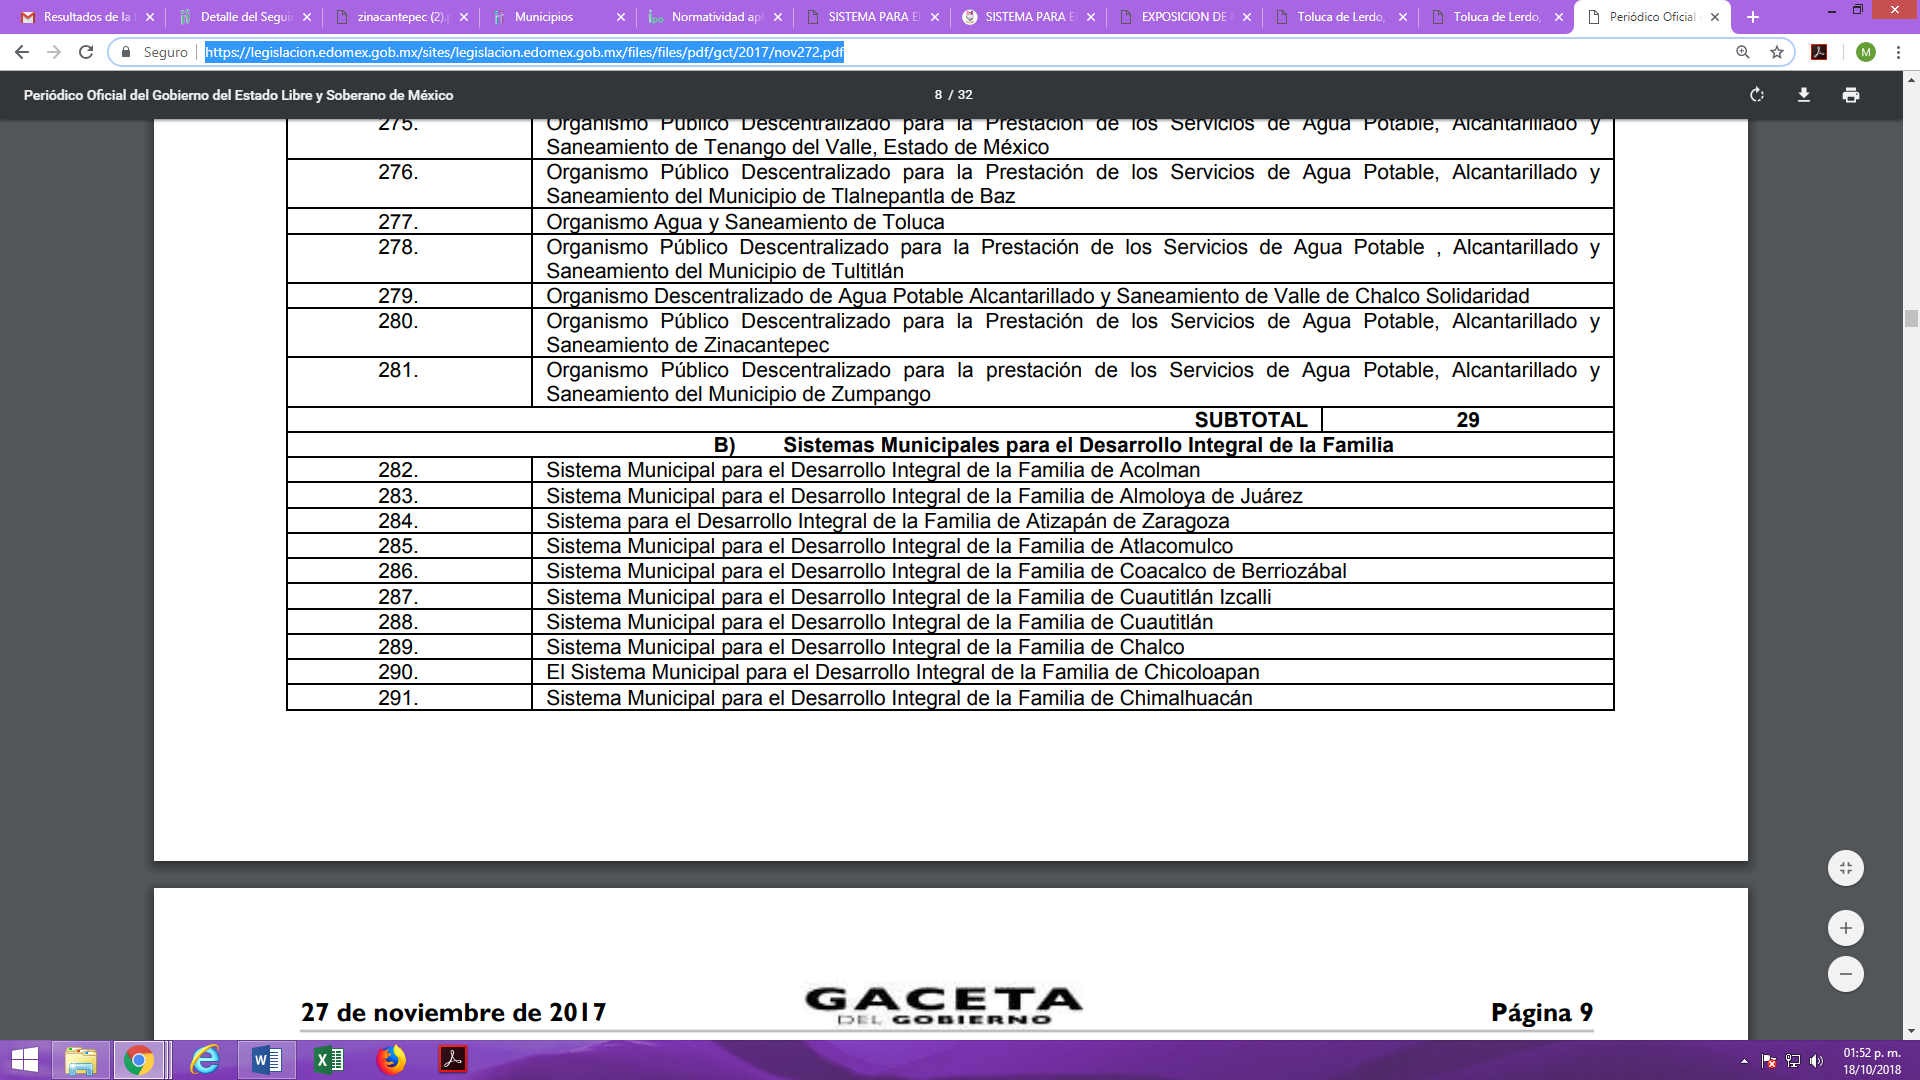 Resultados de la
Detalle del Segui
zinacantepec (2).p
Municipios
Normatividad apl
SISTEMA PARA E
SISTEMA PARA E
EXPOSICION DE
Toluca de Lerdo,
Toluca de Lerdo,
Periódico Oficial
Seguro
https://legislacion.edomex.gob.mx/sites/legislacion.edomex.gob.mx/files/files/pdf/gct/2017/nov272.pdf
M
Periódico Oficial del Gobierno del Estado Libre y Soberano de México
8 / 32
275. Organismo Público Descentralizado para la Prestación de los Servicios de Agua Potable, Alcantarillado y
Saneamiento de Tenango del Valle, Estado de México
276. Organismo Público Descentralizado para la Prestación de los Servicios de Agua Potable, Alcantarillado y
Saneamiento del Municipio de Tlalnepantla de Baz
277. Organismo Agua y Saneamiento de Toluca
278. Organismo Público Descentralizado para la Prestación de los Servicios de Agua Potable , Alcantarillado y
Saneamiento del Municipio de Tultitlán
279. Organismo Descentralizado de Agua Potable Alcantarillado y Saneamiento de Valle de Chalco Solidaridad
280. Organismo Público Descentralizado para la Prestación de los Servicios de Agua Potable, Alcantarillado y
Saneamiento de Zinacantepec
281. Organismo Público Descentralizado para la prestación de los Servicios de Agua Potable, Alcantarillado y
Saneamiento del Municipio de Zumpango
SUBTOTAL 29
B) Sistemas Municipales para el Desarrollo Integral de la Familia
282. Sistema Municipal para el Desarrollo Integral de la Familia de Acolman
283. Sistema Municipal para el Desarrollo Integral de la Familia de Almoloya de Juárez
284. Sistema para el Desarrollo Integral de la Familia de Atizapán de Zaragoza
285. Sistema Municipal para el Desarrollo Integral de la Familia de Atlacomulco
286. Sistema Municipal para el Desarrollo Integral de la Familia de Coacalco de Berriozábal
287. Sistema Municipal para el Desarrollo Integral de la Familia de Cuautitlán Izcalli
288. Sistema Municipal para el Desarrollo Integral de la Familia de Cuautitlán
289. Sistema Municipal para el Desarrollo Integral de la Familia de Chalco
290. El Sistema Municipal para el Desarrollo Integral de la Familia de Chicoloapan
291. Sistema Municipal para el Desarrollo Integral de la Familia de Chimalhuacán
27 de noviembre de 2017
GACETA
DEL GOBIERNO
Página 9
01:52 p. m.
18/10/2018